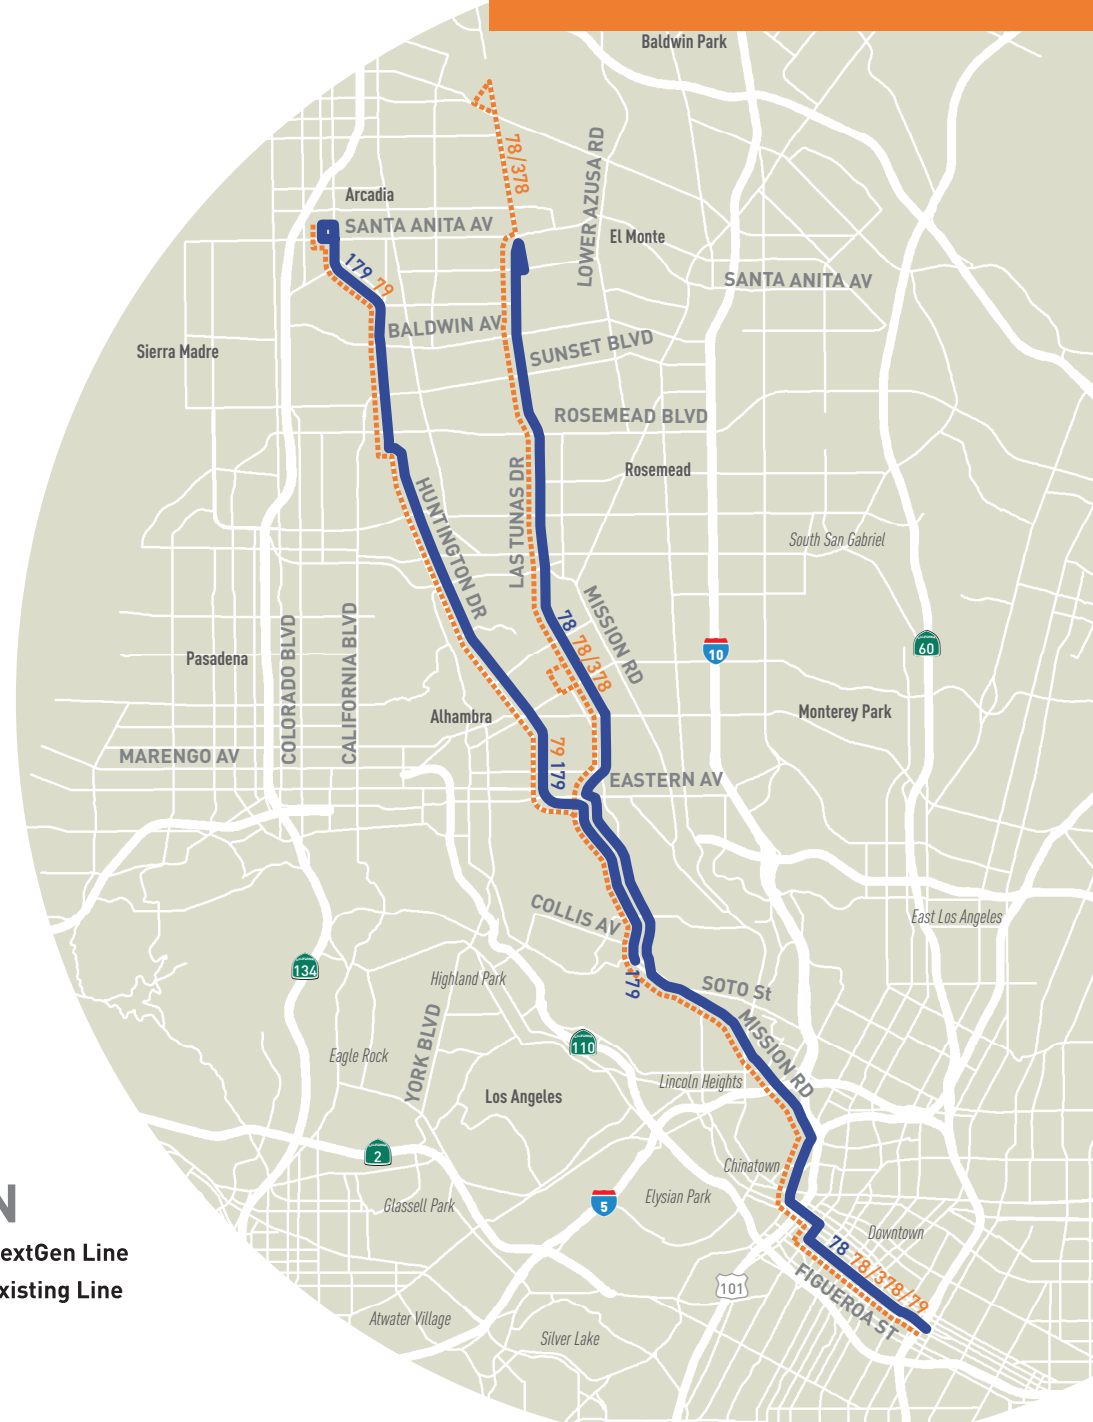 Baldwin Park
78/378
LOWER AZUSA RD
Arcadia
SANTA ANITA AV
El Monte
179 79
SANTA ANITA AV
BALDWIN AV
SUNSET BLVD
Sierra Madre
ROSEMEAD BLVD
Rosemead
HUNTINGTON DR
LAS TUNAS DR
South San Gabriel
MISSION RD
78 78/378
COLORADO BLVD
CALIFORNIA BLVD
10
CALIFORNIA
60
Pasadena
Alhambra
Monterey Park
MARENGO AV
79 179
EASTERN AV
COLLIS AV
East Los Angeles
CALIFORNIA
134
Highland Park
179
SOTO St
MISSION RD
YORK BLVD
CALIFORNIA
110
Eagle Rock
Lincoln Heights
Los Angeles
CALIFORNIA
2
Chinatown
Glassell Park
5
Elysian Park
N
Downtown
extGen Line
78 78/378/79
xisting Line
101
FIGUEROA ST
Atwater Village
Silver Lake